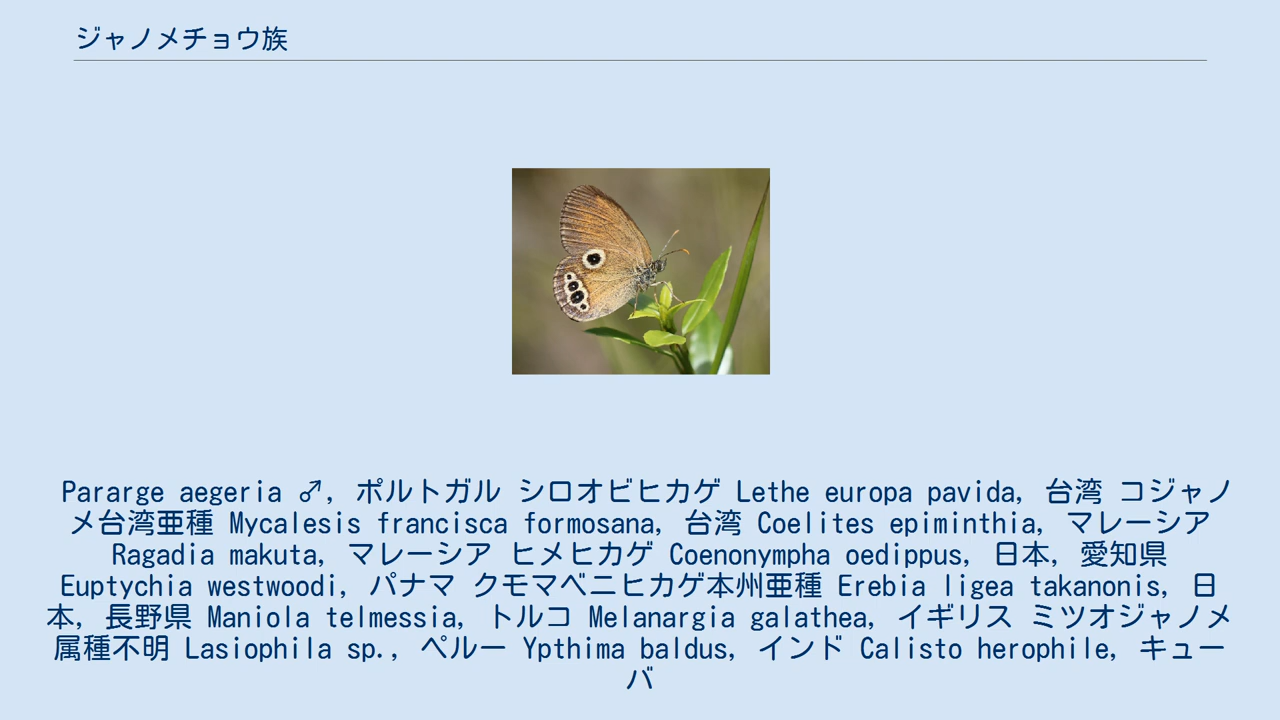 ジャノメチョウ族
Pararge aegeria ♂, ポルトガル シロオビヒカゲ Lethe europa pavida, 台湾 コジャノ
メ台湾亜種 Mycalesis francisca formosana, 台湾 Coelites epiminthia, マレーシア
Ragadia makuta, マレーシア ヒメヒカゲ Coenonympha oedippus, 日本, 愛知県
Euptychia westwoodi, パナマ クモマベニヒカゲ本州亜種 Erebia ligea takanonis, 日
本, 長野県 Maniola telmessia, トルコ Melanargia galathea, イギリス ミツオジャノメ
属種不明 Lasiophila sp., ペルー Ypthima baldus, インド Calisto herophile, キュー
バ